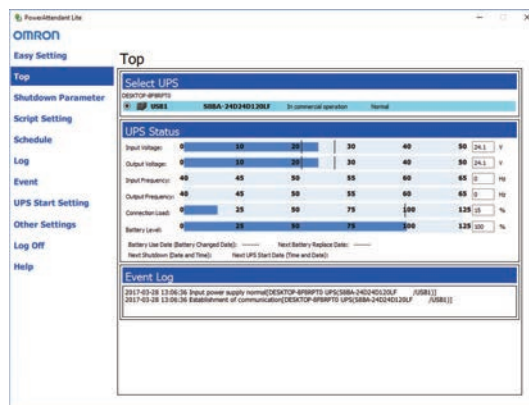 PowerAttendant Lite
OMRON
Easy Setting
Top
Shutdown Parameter
Script Setting
Schedule
Log
Event
UPS Start Setting
Other Settings
Log Off
Help
Top
Select UPS
DESKTOP-8F8RPT0
USB1 S8BA-24D24D120LF In commercial operation Normal
UPS Status
Input Voltage: 0 10 20 30 40 50 24.1 V
Output Voltage: 0 10 20 30 40 50 24.1 V
Input Frequency: 40 45 50 55 60 65 0 Hz
Output Frequency: 40 45 50 55 60 65 0 Hz
Connection Load: 0 25 50 75 100 125 15 %
Battery Level: 0 25 50 75 100 125 100 %
Battery Use Date (Battery Changed Date): ------ Next Battery Replace Date: ------
Next Shutdown (Date and Time): Next UPS Start Date (Time and Date):
Event Log
2017-03-28 13:06:36 Input power supply normal[DESKTOP-8F8RPT0 UPS(S8BA-24D24D120LF /USB1)]
2017-03-28 13:06:36 Establishment of communication[DESKTOP-8F8RPT0 UPS(S8BA-24D24D120LF /USB1)]